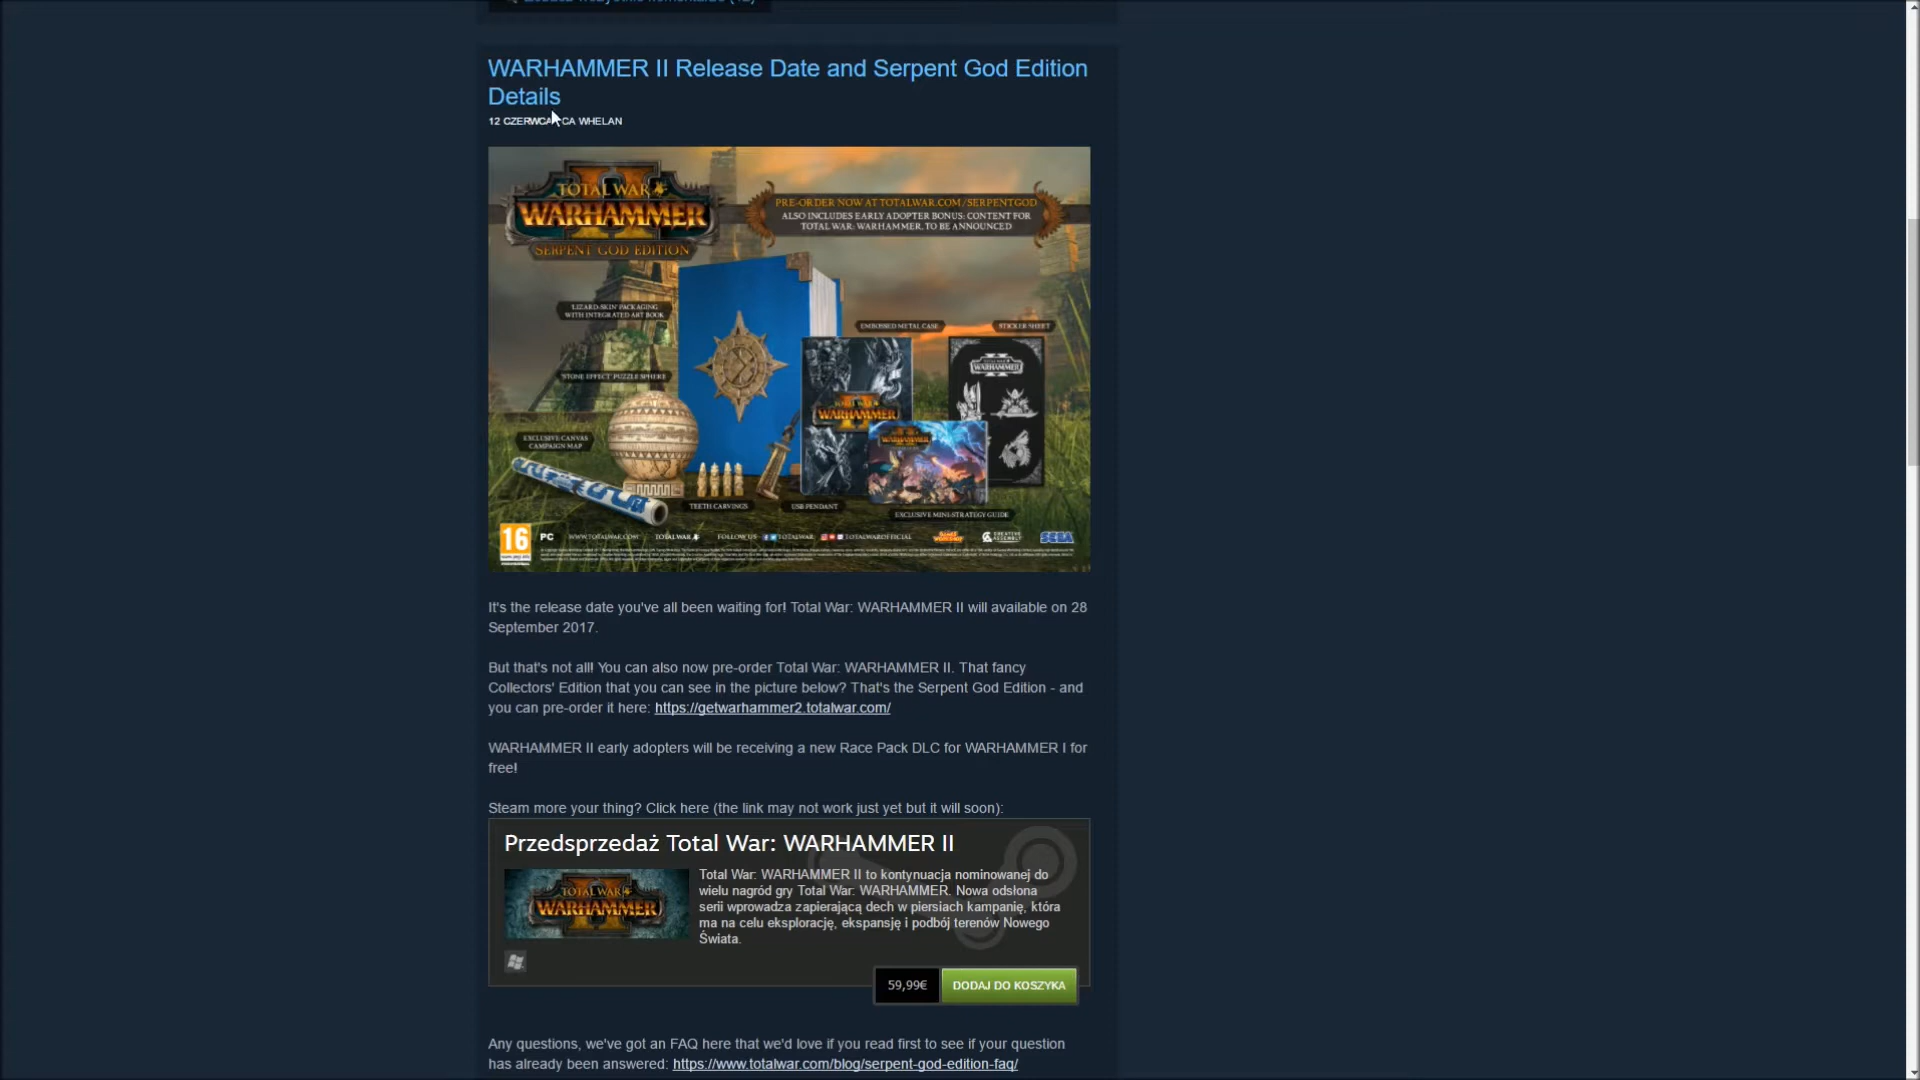 WARHAMMER II Release Date and Serpent God Edition
Details
12 CZERWCA CA WHELAN
TOTAL WAR
WARHAMMER
SERPENT GOD EDITION
PRE-ORDER NOW AT TOTALWAR.COM/SERPENTGOD
ALSO INCLUDES EARLY ADOPTER BONUS: CONTENT FOR
TOTAL WAR: WARHAMMER, TO BE ANNOUNCED
'LIZARD-SKIN' PACKAGING
WITH INTEGRATED ART BOOK
EMBOSSED METAL CASE
STICKER SHEET
'STONE EFFECT' PUZZLE SPHERE
EXCLUSIVE CANVAS
CAMPAIGN MAP
WARHAMMER
WARHAMMER
TEETH CARVINGS
USB PENDANT
EXCLUSIVE MINI-STRATEGY GUIDE
16
PC
WWW.TOTALWAR.COM
TOTALWAR
FOLLOW US
TOTALWAR
TOTALWAROFFICIAL
CREATIVE
ASSEMBLY
SEGA
It's the release date you've all been waiting for! Total War: WARHAMMER II will available on 28
September 2017.
But that's not all! You can also now pre-order Total War: WARHAMMER II. That fancy
Collectors' Edition that you can see in the picture below? That's the Serpent God Edition - and
you can pre-order it here: https://getwarhammer2.totalwar.com/
WARHAMMER II early adopters will be receiving a new Race Pack DLC for WARHAMMER I for
free!
Steam more your thing? Click here (the link may not work just yet but it will soon):
Przedsprzedaż Total War: WARHAMMER II
TOTAL WAR
WARHAMMER
Total War: WARHAMMER II to kontynuacja nominowanej do
wielu nagród gry Total War: WARHAMMER. Nowa odsłona
serii wprowadza zapierającą dech w piersiach kampanię, która
ma na celu eksplorację, ekspansję i podbój terenów Nowego
Świata.
59,99€
DODAJ DO KOSZYKA
Any questions, we've got an FAQ here that we'd love if you read first to see if your question
has already been answered: https://www.totalwar.com/blog/serpent-god-edition-faq/